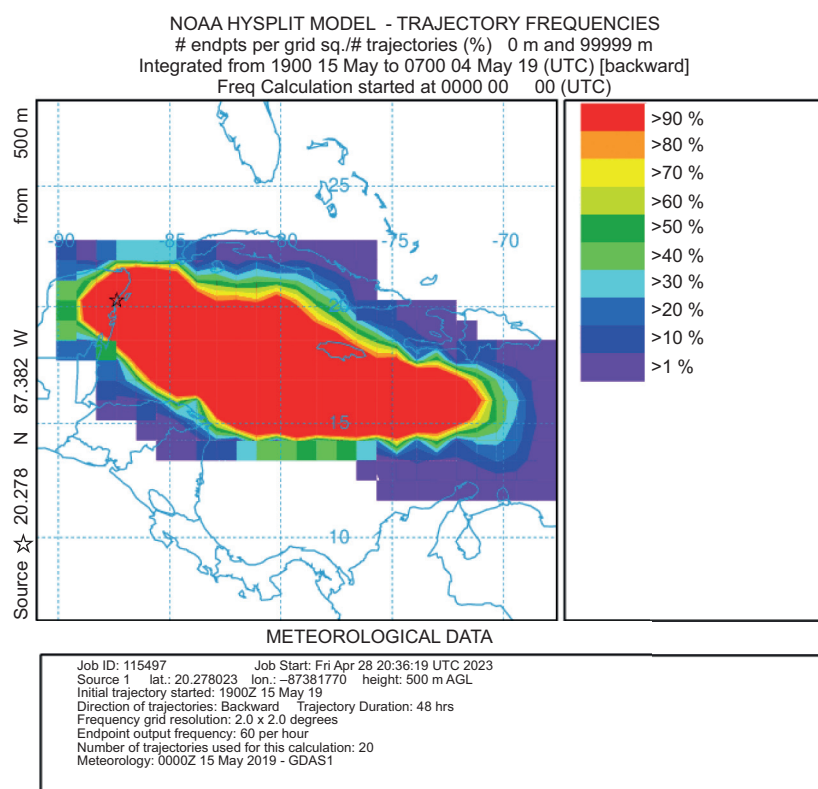 NOAA HYSPLIT MODEL - TRAJECTORY FREQUENCIES
# endpts per grid sq./# trajectories (%) 0 m and 99999 m
Integrated from 1900 15 May to 0700 04 May 19 (UTC) [backward]
Freq Calculation started at 0000 00 00 (UTC)
Source ☆ 20.278 N 87.382 W from 500 m
25
-90 -85 -80 -75 -70
20
15
10
>90 %
>80 %
>70 %
>60 %
>50 %
>40 %
>30 %
>20 %
>10 %
>1 %
METEOROLOGICAL DATA
Job ID: 115497 Job Start: Fri Apr 28 20:36:19 UTC 2023
Source 1 lat.: 20.278023 lon.: –87381770 height: 500 m AGL
Initial trajectory started: 1900Z 15 May 19
Direction of trajectories: Backward Trajectory Duration: 48 hrs
Frequency grid resolution: 2.0 x 2.0 degrees
Endpoint output frequency: 60 per hour
Number of trajectories used for this calculation: 20
Meteorology: 0000Z 15 May 2019 - GDAS1